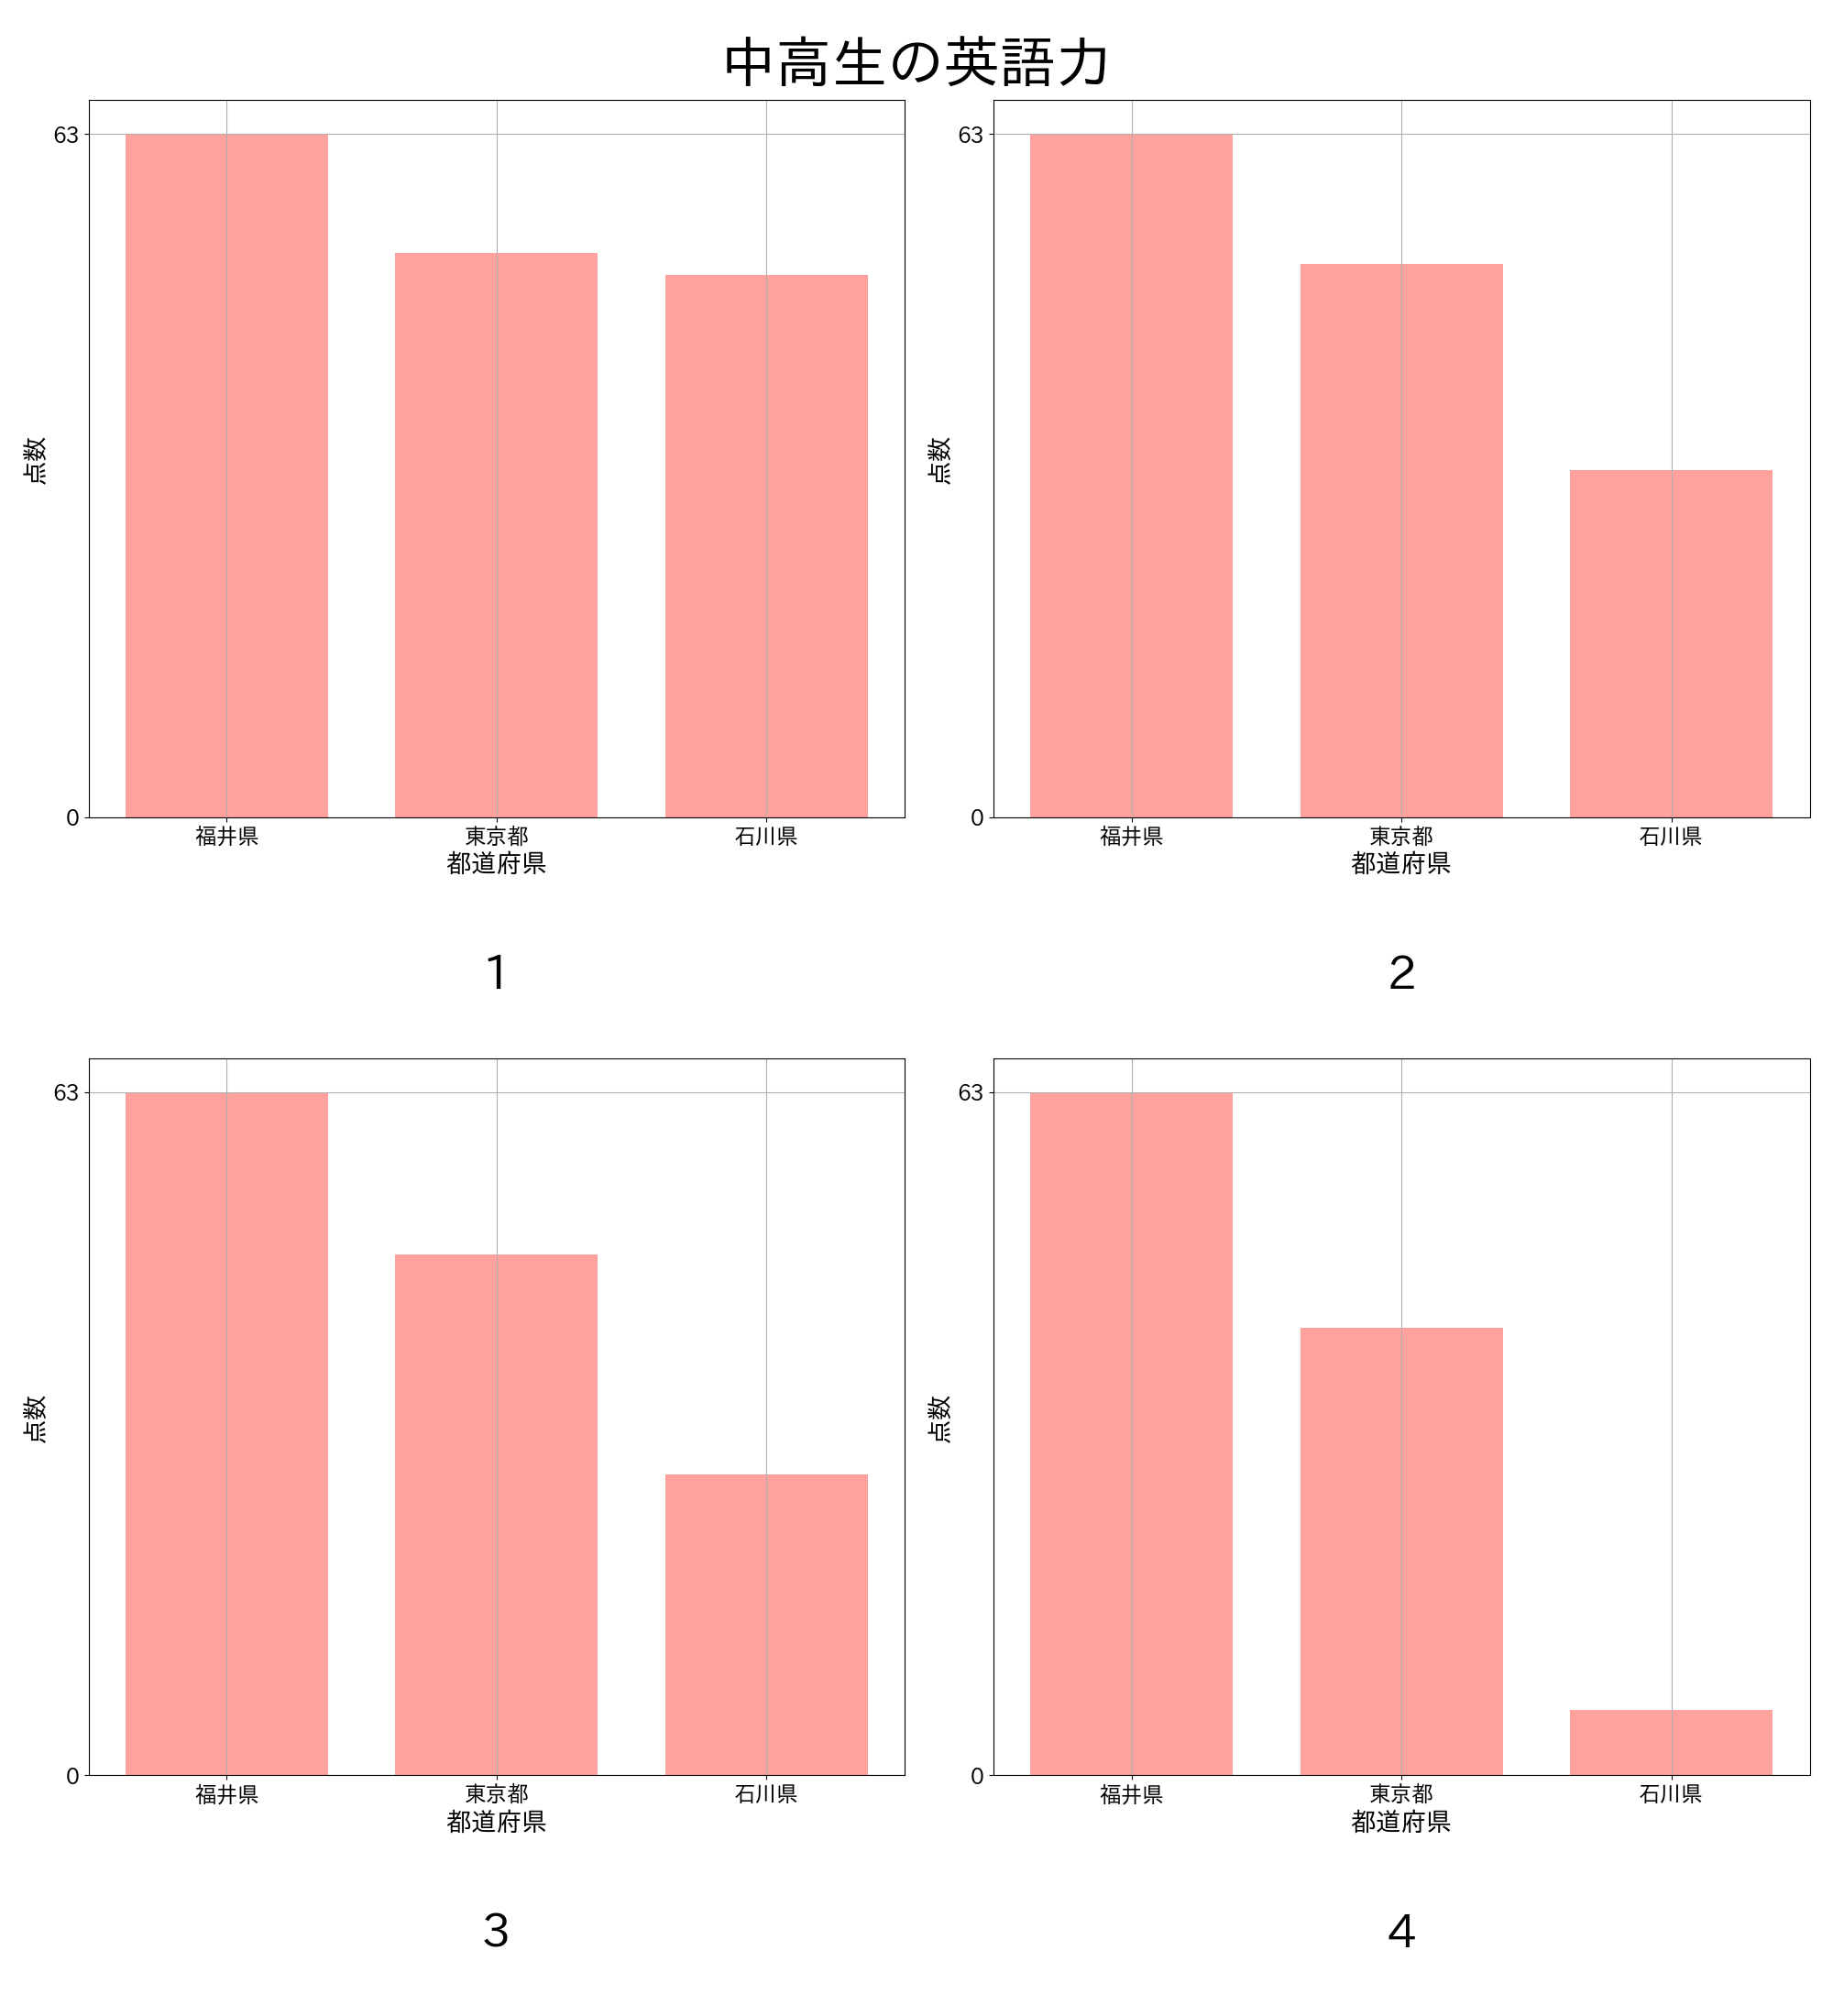 中高生の英語力
63
0
点数
福井県 東京都 石川県
都道府県
1
63
0
点数
福井県 東京都 石川県
都道府県
2
63
0
点数
福井県 東京都 石川県
都道府県
3
63
0
点数
福井県 東京都 石川県
都道府県
4